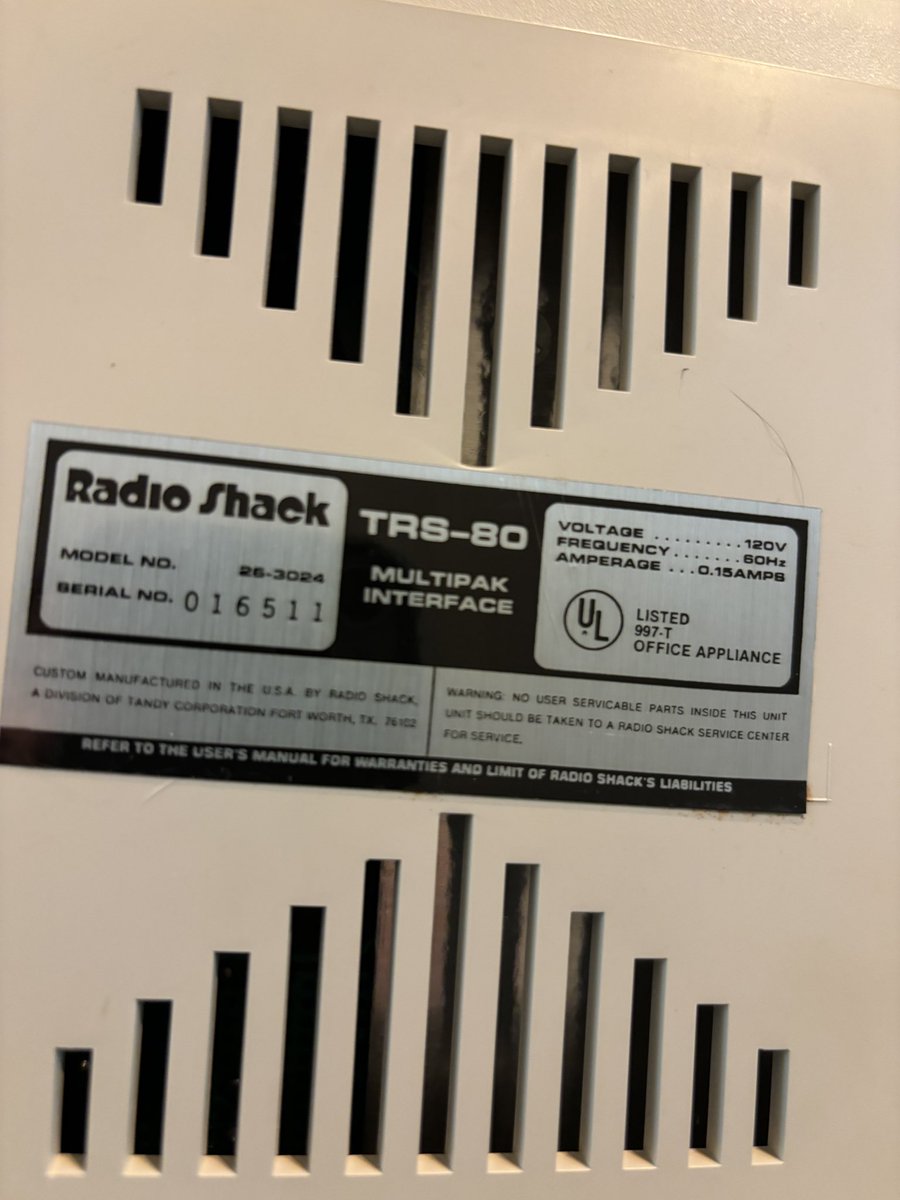 Radio Shack
MODEL NO. 26-3024
SERIAL NO. 016511
TRS-80
MULTIPAK
INTERFACE
VOLTAGE .........120V
FREQUENCY.......60Hz
AMPERAGE ...0.15AMPS
UL
LISTED
997-T
OFFICE APPLIANCE
CUSTOM MANUFACTURED IN THE U.S.A. BY RADIO SHACK,
A DIVISION OF TANDY CORPORATION FORT WORTH, TX. 76102
WARNING: NO USER SERVICABLE PARTS INSIDE THIS UNIT
UNIT SHOULD BE TAKEN TO A RADIO SHACK SERVICE CENTER
FOR SERVICE.
REFER TO THE USER'S MANUAL FOR WARRANTIES AND LIMIT OF RADIO SHACK'S LIABILITIES